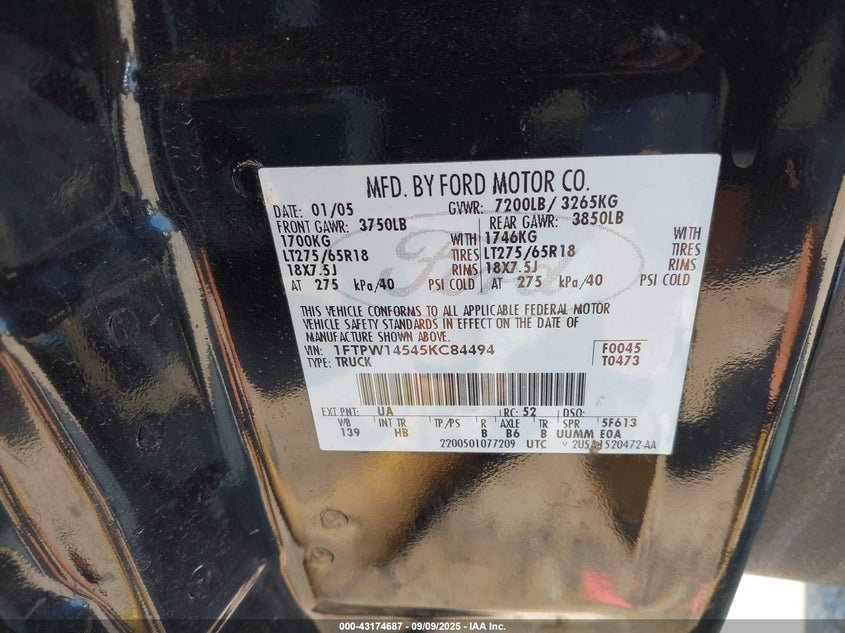 MFD. BY FORD MOTOR CO.
DATE: 01/05 GVWR: 7200LB/ 3265KG
FRONT GAWR: 3750LB REAR GAWR: 3850LB
1700KG WITH 1746KG WITH
LT275/65R18 TIRES LT275/65R18 TIRES
18X7.5J RIMS 18X7.5J RIMS
AT 275 kPa/40 PSI COLD AT 275 kPa/40 PSI COLD
THIS VEHICLE CONFORMS TO ALL APPLICABLE FEDERAL MOTOR
VEHICLE SAFETY STANDARDS IN EFFECT ON THE DATE OF
MANUFACTURE SHOWN ABOVE.
VIN: 1FTPW14545KC84494 F0045
TYPE: TRUCK T0473
EXT PNT: UA RC: 52 DSO:
WB INT TR TP/PS R AXLE TR SPR 5F613
139 HB B B6 B UUMM E0A
2200501077209 UTC
Ford
000-43174687 - 09/09/2025 - IAA Inc.